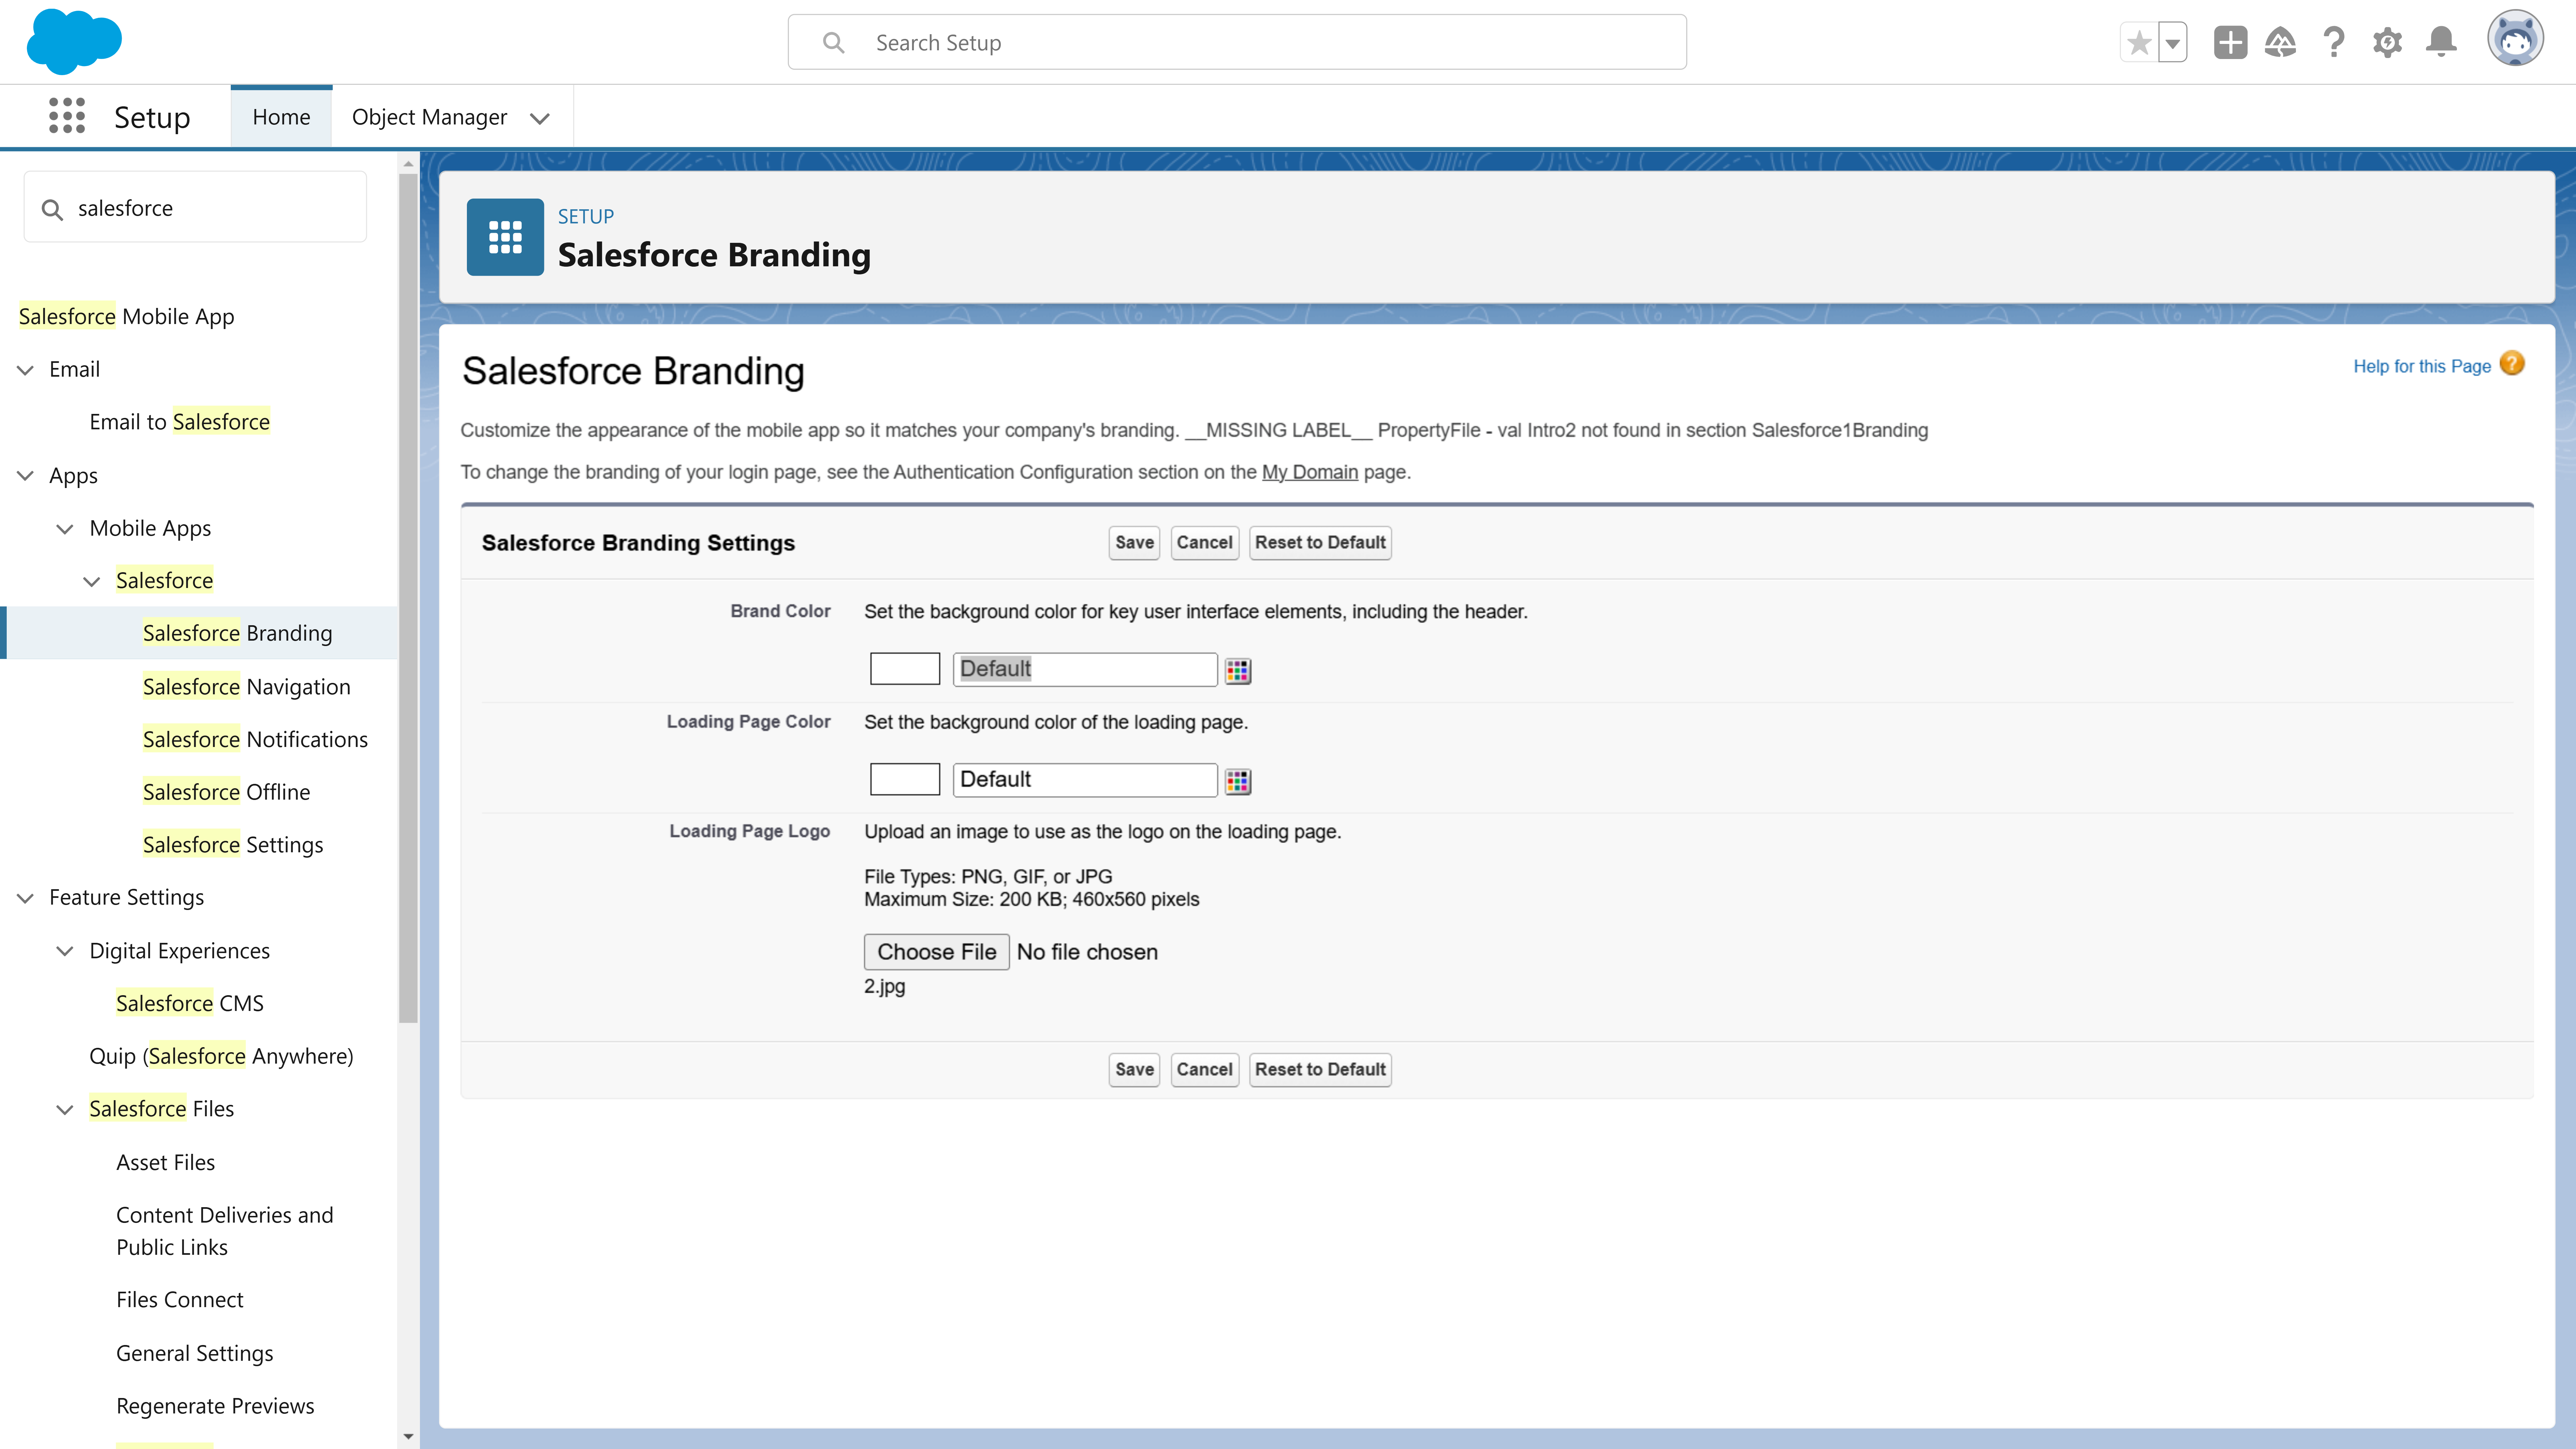 Search Setup
Setup
Home
Object Manager
salesforce
Salesforce Mobile App
Email
Email to Salesforce
Apps
Mobile Apps
Salesforce
Salesforce Branding
Salesforce Navigation
Salesforce Notifications
Salesforce Offline
Salesforce Settings
Feature Settings
Digital Experiences
Salesforce CMS
Quip (Salesforce Anywhere)
Salesforce Files
Asset Files
Content Deliveries and
Public Links
Files Connect
General Settings
Regenerate Previews
SETUP
Salesforce Branding
Salesforce Branding
Help for this Page
Customize the appearance of the mobile app so it matches your company's branding. __MISSING LABEL__ PropertyFile - val Intro2 not found in section Salesforce1Branding
To change the branding of your login page, see the Authentication Configuration section on the My Domain page.
Salesforce Branding Settings
Save Cancel Reset to Default
Brand Color Set the background color for key user interface elements, including the header.
Default
Loading Page Color Set the background color of the loading page.
Default
Loading Page Logo Upload an image to use as the logo on the loading page.
File Types: PNG, GIF, or JPG
Maximum Size: 200 KB; 460x560 pixels
Choose File No file chosen
2.jpg
Save Cancel Reset to Default